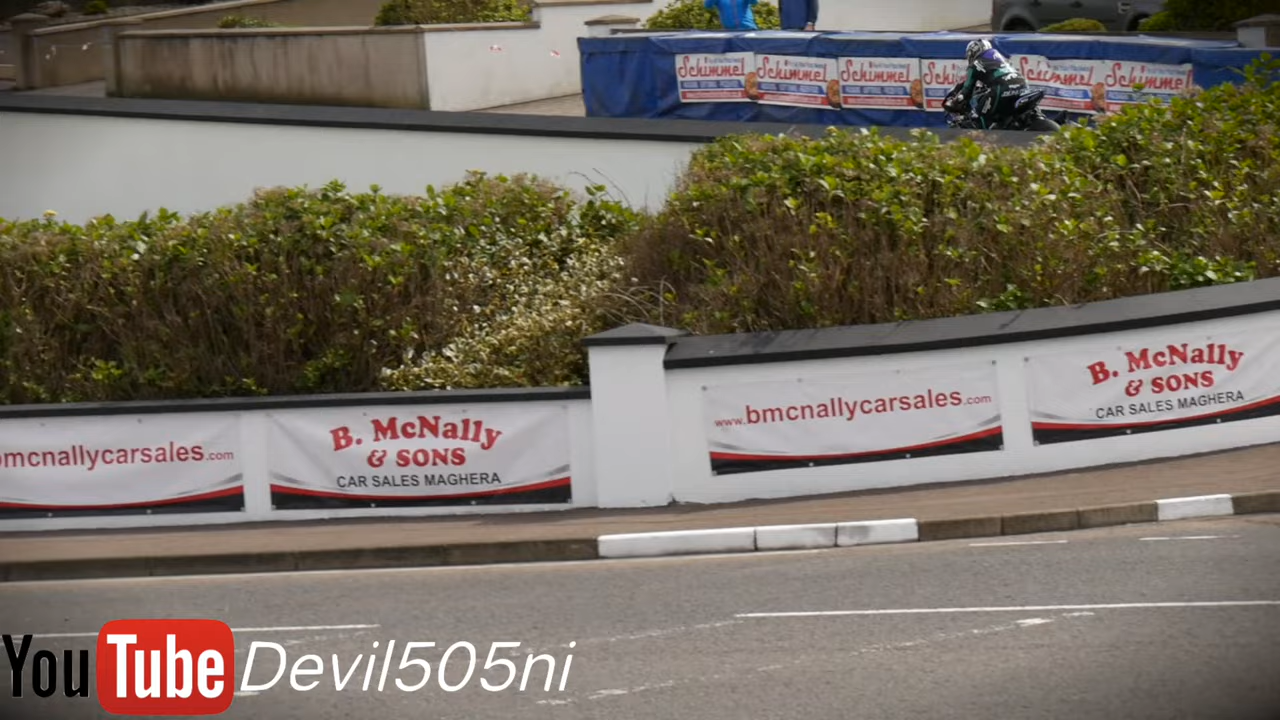 Schimmel Schimmel Schimmel Schimmel Schimmel
B. McNally
& SONS
CAR SALES MAGHERA
www.bmcnallycarsales.com
bmcnallycarsales.com
B. McNally
& SONS
CAR SALES MAGHERA
YouTube Devil505ni